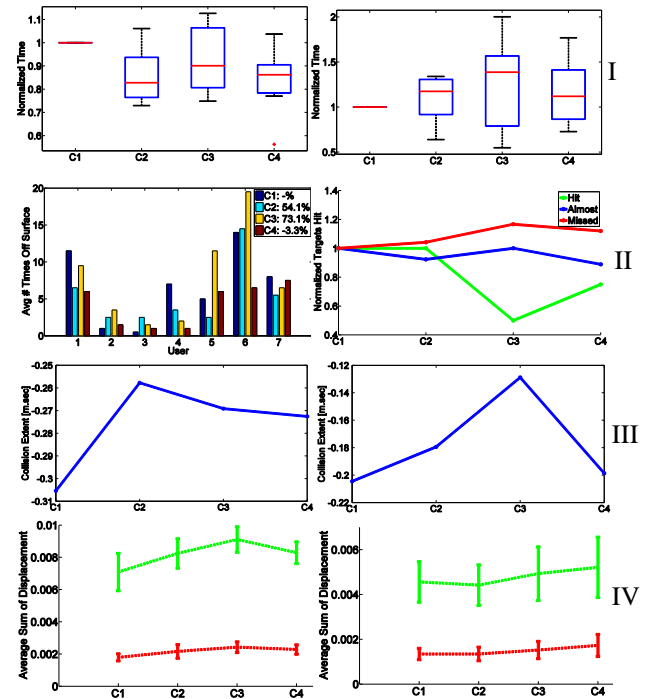 1.1
1
0.9
0.8
0.7
0.6
Normalized Time
C1 C2 C3 C4
2
1.5
1
0.5
Normalized Time
C1 C2 C3 C4
I
20
15
10
5
0
Avg # Times Off Surface
C1: -%
C2: 54.1%
C3: 73.1%
C4: -3.3%
1 2 3 4 5 6 7
User
1.4
1.2
1
0.8
0.6
0.4
Normalized Targets Hit
Hit
Almost
Missed
C1 C2 C3 C4
II
-0.25
-0.26
-0.27
-0.28
-0.29
-0.3
-0.31
Collision Extent [m.sec]
C1 C2 C3 C4
-0.12
-0.14
-0.16
-0.18
-0.2
-0.22
Collision Extent [m.sec]
C1 C2 C3 C4
III
0.01
0.008
0.006
0.004
0.002
0
Average Sum of Displacement
C1 C2 C3 C4
0.006
0.004
0.002
0
Average Sum of Displacement
C1 C2 C3 C4
IV